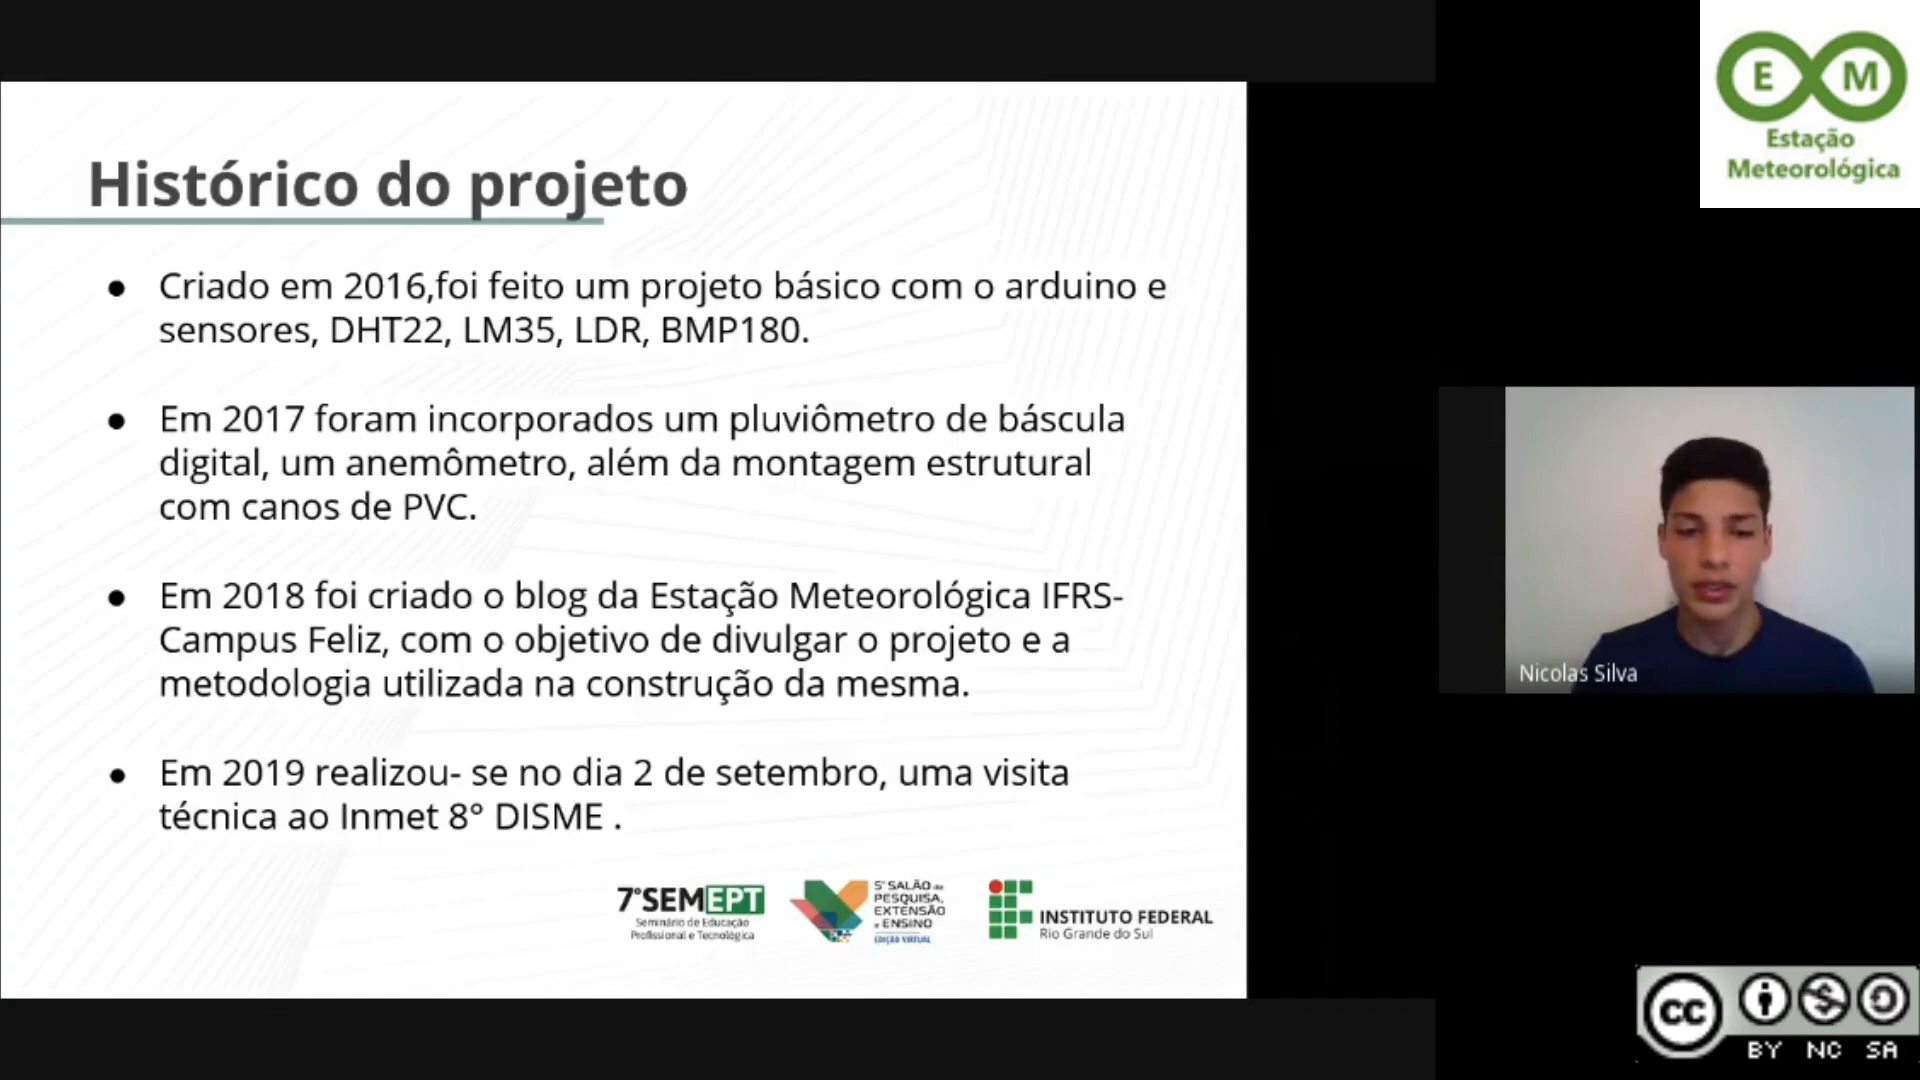 Histórico do projeto
Criado em 2016,foi feito um projeto básico com o arduino e
sensores, DHT22, LM35, LDR, BMP180.
Em 2017 foram incorporados um pluviômetro de báscula
digital, um anemômetro, além da montagem estrutural
com canos de PVC.
Em 2018 foi criado o blog da Estação Meteorológica IFRS-
Campus Feliz, com o objetivo de divulgar o projeto e a
metodologia utilizada na construção da mesma.
Em 2019 realizou- se no dia 2 de setembro, uma visita
técnica ao Inmet 8° DISME .
7ºSEMEPT
Seminário de Educação
Profissional e Tecnológica
5º SALÃO de
PESQUISA,
EXTENSÃO
e ENSINO
EDIÇÃO VIRTUAL
INSTITUTO FEDERAL
Rio Grande do Sul
E M
Estação
Meteorológica
Nicolas Silva
cc
BY NC SA